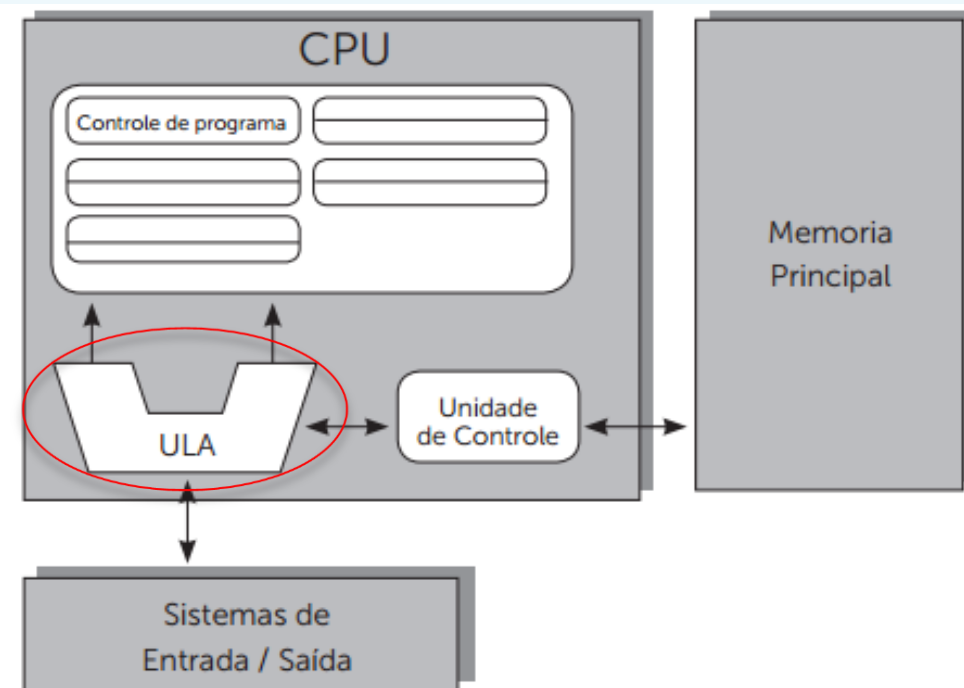 CPU
Controle de programa
Memoria
Principal
ULA
Unidade
de Controle
Sistemas de
Entrada / Saída